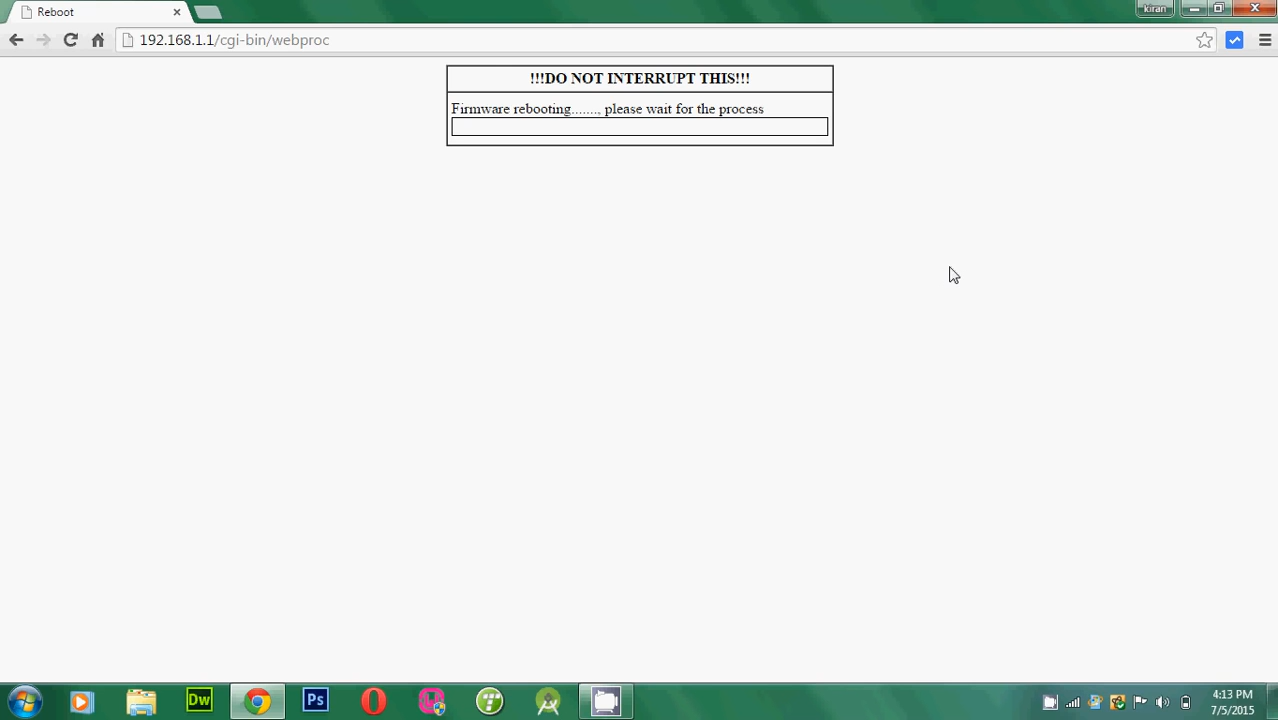 Reboot
kiran
192.168.1.1/cgi-bin/webproc
!!!DO NOT INTERRUPT THIS!!!
Firmware rebooting......., please wait for the process
Dw
Ps
4:13 PM
7/5/2015